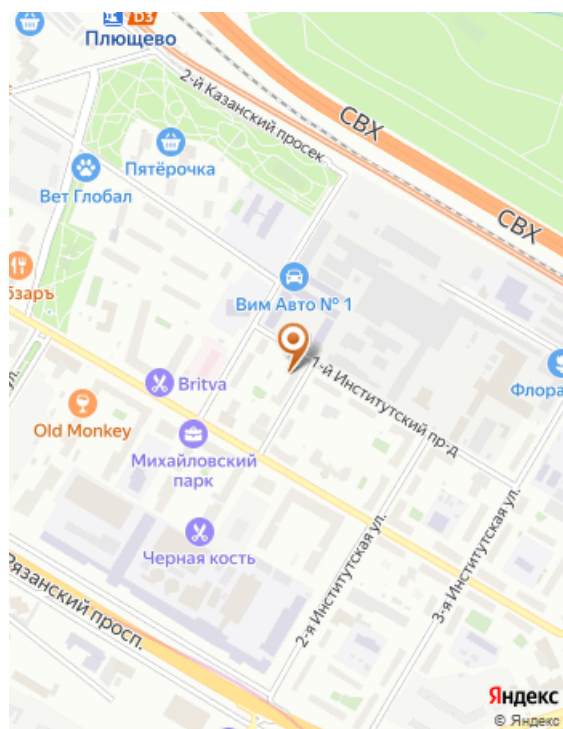 D3
Плющево
2-й Казанский просек
СВХ
Пятёрочка
Вет Глобал
СВХ
бзаръ
Вим Авто № 1
1-й Институтский пр-д
Britva
Флора
ул.
Old Monkey
Михайловский
парк
Черная кость
2-я Институтская ул.
3-я Институтская ул.
Рязанский просп.
Яндекс
© Яндекс